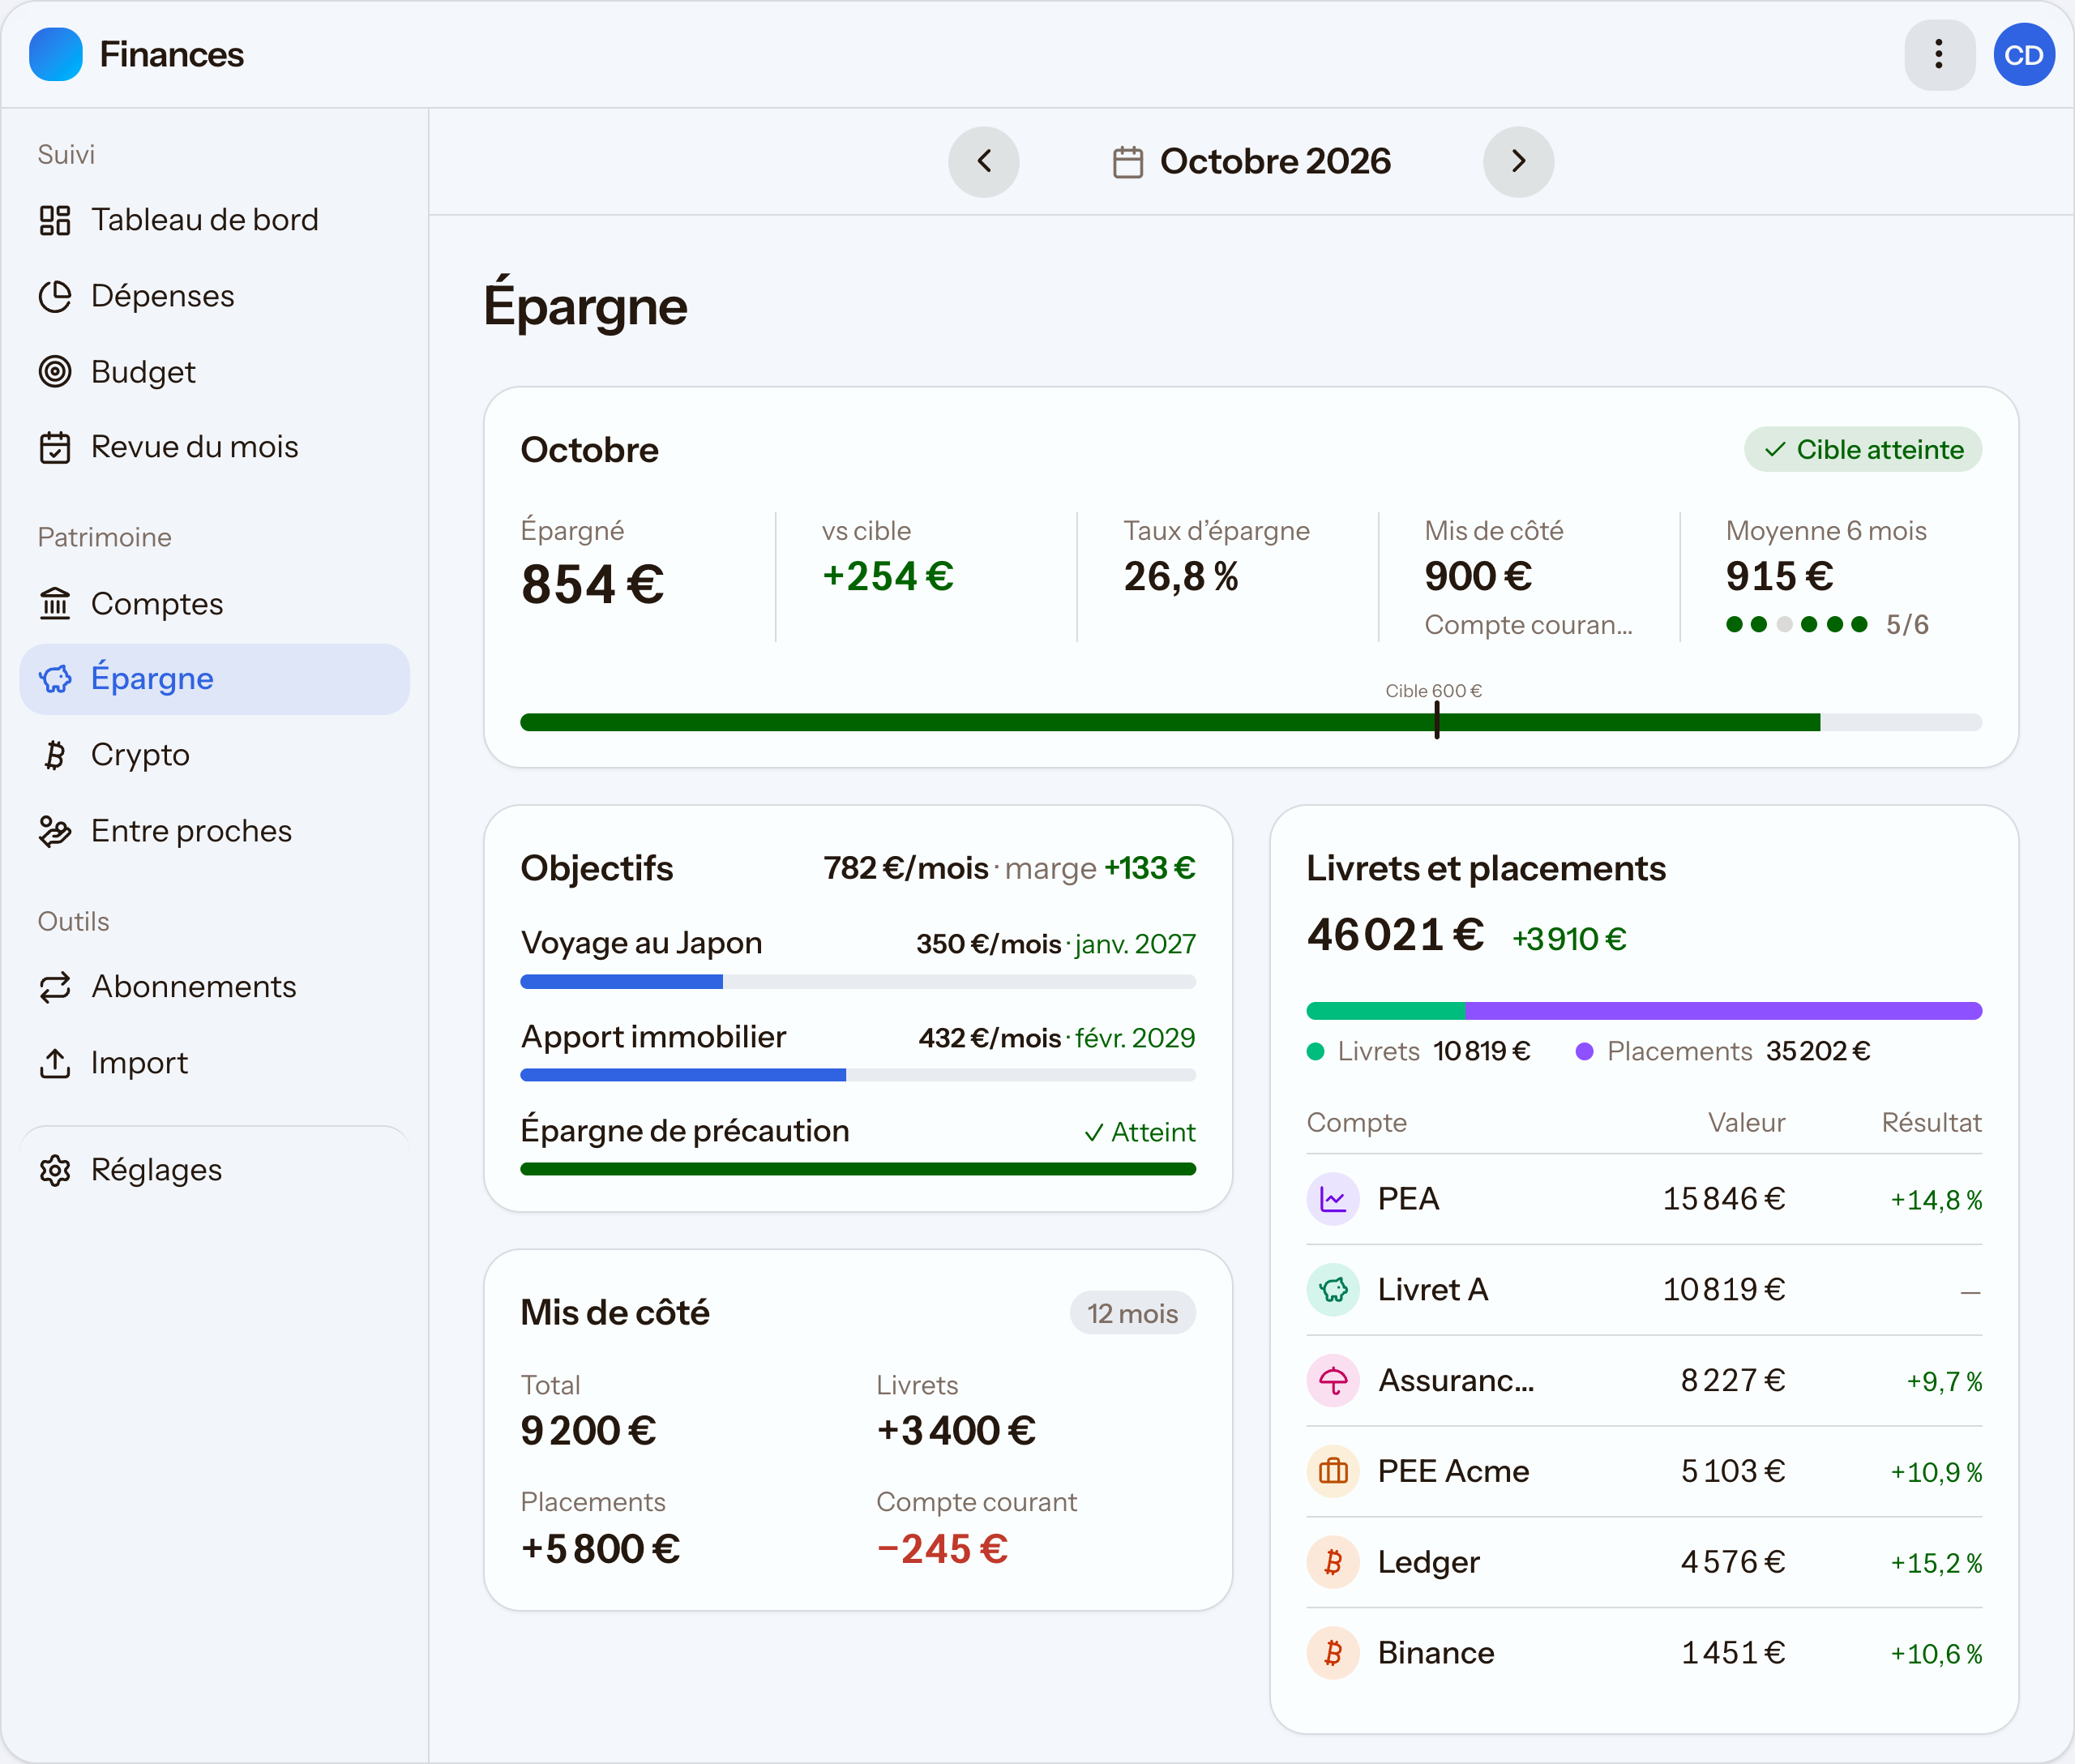 Finances
CD
Suivi
Tableau de bord
Dépenses
Budget
Revue du mois
Patrimoine
Comptes
Épargne
Crypto
Entre proches
Outils
Abonnements
Import
Réglages
Octobre 2026
Épargne
Octobre
Cible atteinte
Épargné
854 €
vs cible
+254 €
Taux d’épargne
26,8 %
Mis de côté
900 €
Compte couran...
Moyenne 6 mois
915 €
5/6
Cible 600 €
Objectifs
782 €/mois · marge +133 €
Voyage au Japon
350 €/mois · janv. 2027
Apport immobilier
432 €/mois · févr. 2029
Épargne de précaution
Atteint
Mis de côté
12 mois
Total
9 200 €
Livrets
+3 400 €
Placements
+5 800 €
Compte courant
−245 €
Livrets et placements
46 021 € +3 910 €
Livrets 10 819 €
Placements 35 202 €
Compte Valeur Résultat
PEA 15 846 € +14,8 %
Livret A 10 819 € —
Assuranc... 8 227 € +9,7 %
PEE Acme 5 103 € +10,9 %
Ledger 4 576 € +15,2 %
Binance 1 451 € +10,6 %